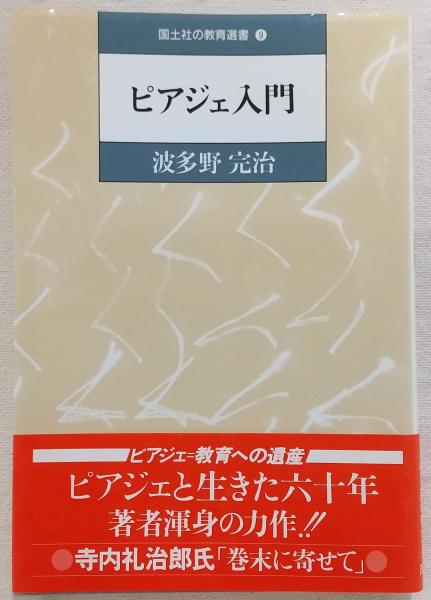 国土社の教育選書 9
ピアジェ入門
波多野 完治
ピアジェ=教育への遺産
ピアジェと生きた六十年
著者渾身の力作!!
●寺内礼治郎氏「巻末に寄せて」●